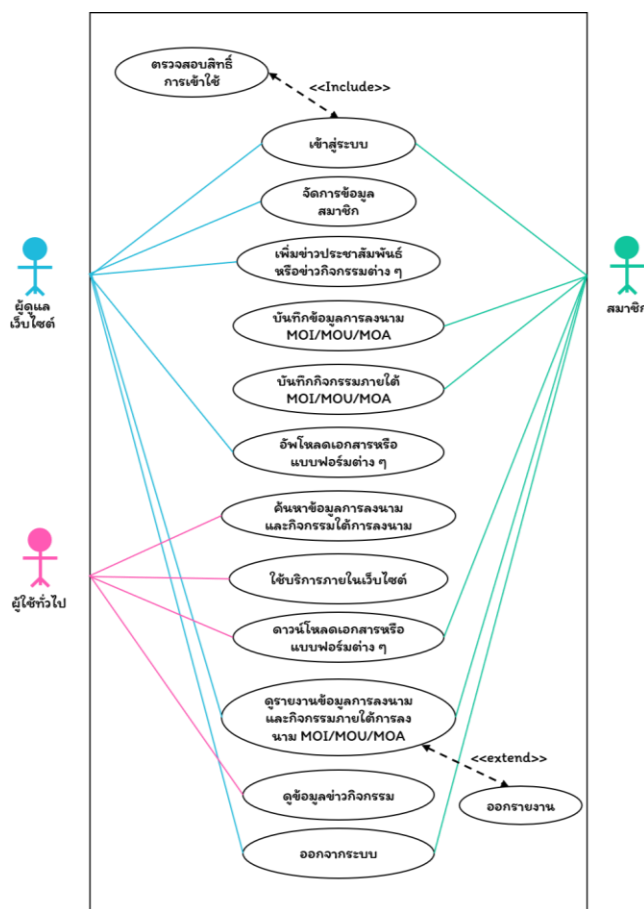 ตรวจสอบสิทธิ์
การเข้าใช้
<<Include>>
เข้าสู่ระบบ
จัดการข้อมูล
สมาชิก
เพิ่มข่าวประชาสัมพันธ์
หรือข่าวกิจกรรมต่าง ๆ
ผู้ดูแล
เว็บไซต์
สมาชิก
บันทึกข้อมูลการลงนาม
MOI/MOU/MOA
บันทึกกิจกรรมภายใต้
MOI/MOU/MOA
อัพโหลดเอกสารหรือ
แบบฟอร์มต่าง ๆ
ค้นหาข้อมูลการลงนาม
และกิจกรรมใต้การลงนาม
ใช้บริการภายในเว็บไซต์
ผู้ใช้ทั่วไป
ดาวน์โหลดเอกสารหรือ
แบบฟอร์มต่าง ๆ
ดูรายงานข้อมูลการลงนาม
และกิจกรรมภายใต้การลง
นาม MOI/MOU/MOA
<<extend>>
ดูข้อมูลข่าวกิจกรรม
ออกรายงาน
ออกจากระบบ